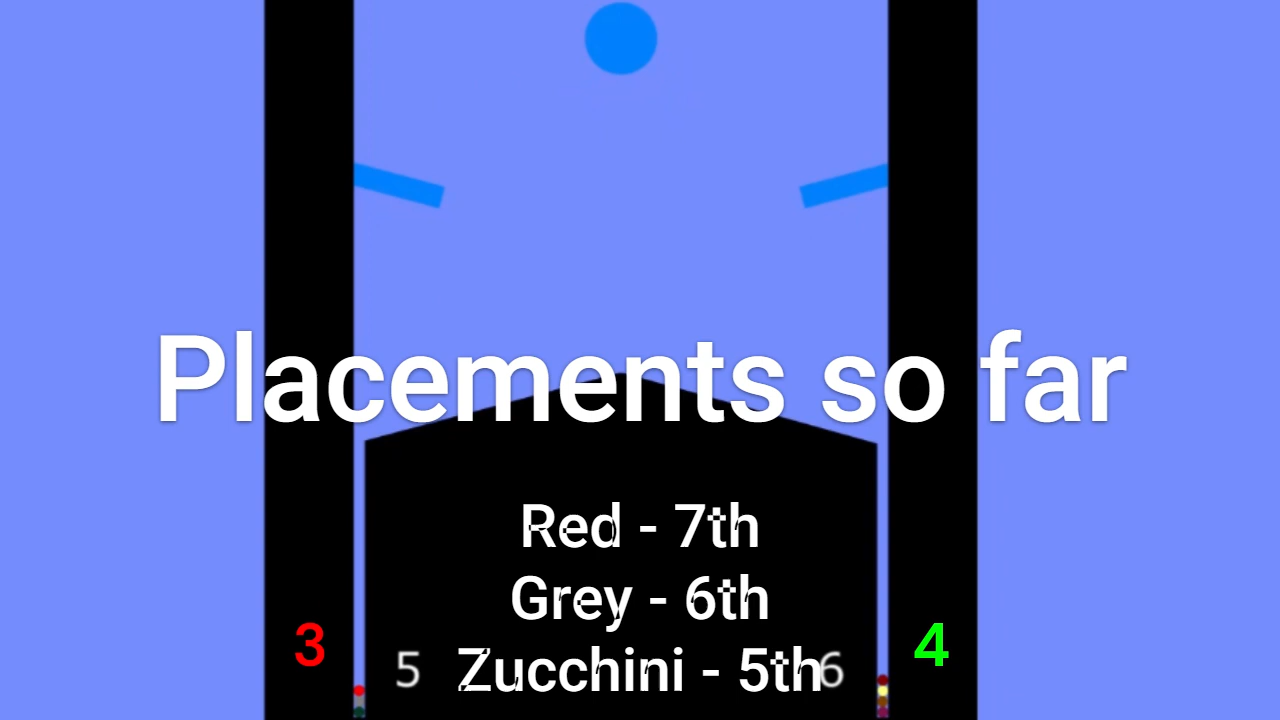 Placements so far
Red - 7th
Grey - 6th
3
4
5
Zucchini - 5th
6